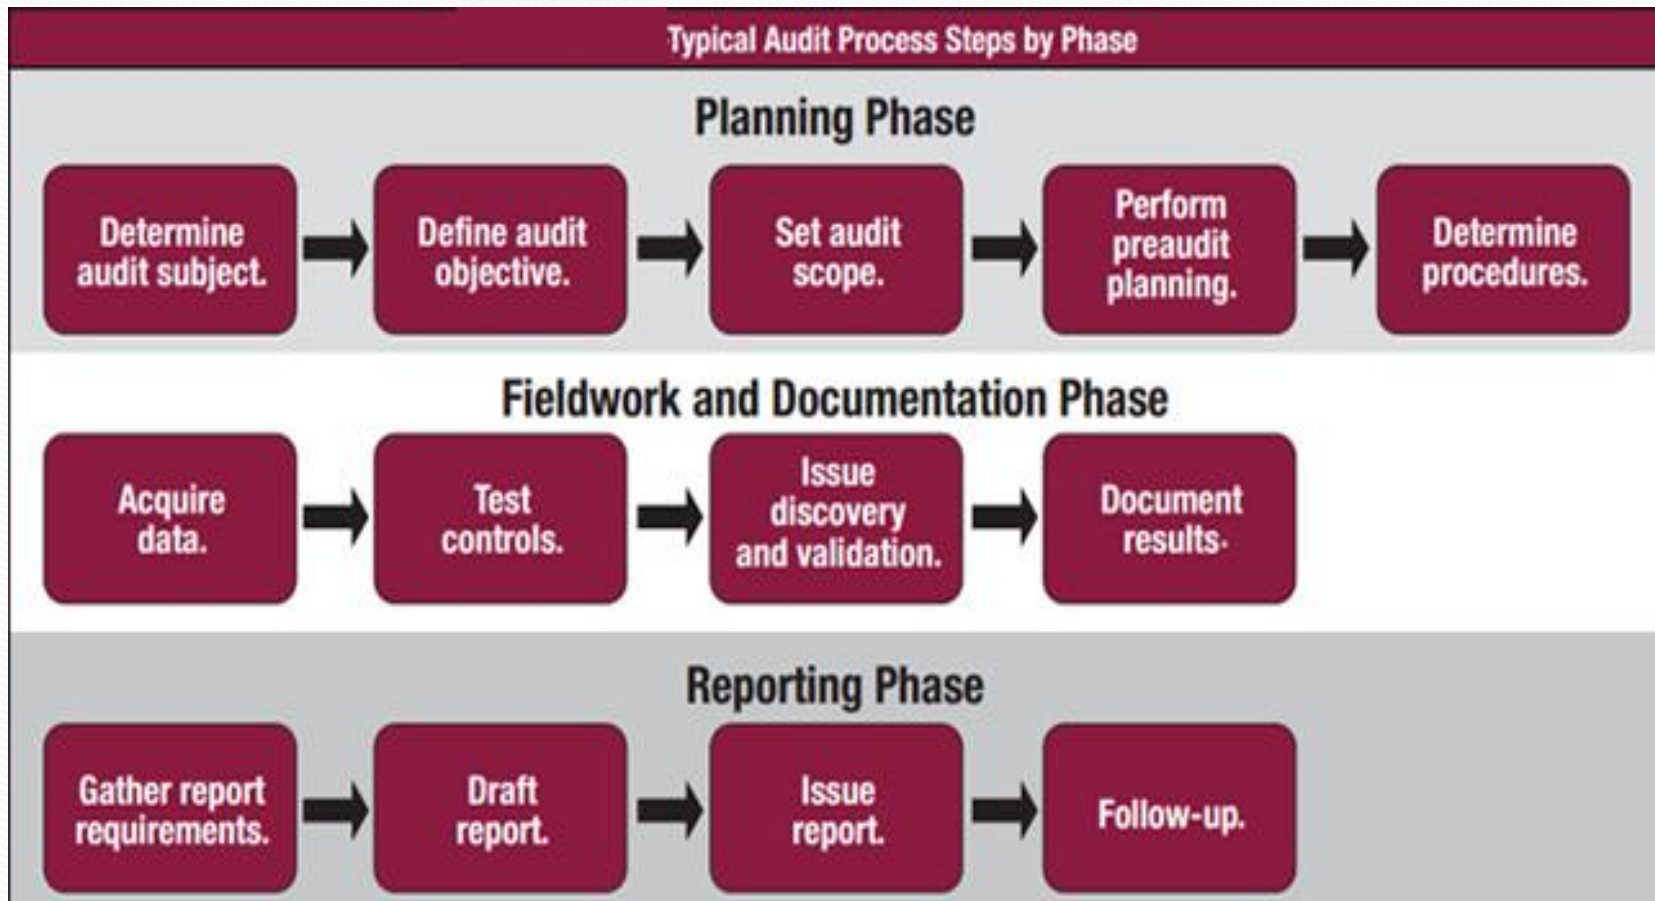 Typical Audit Process Steps by Phase
Planning Phase
Determine
audit subject.
Define audit
objective.
Set audit
scope.
Perform
preaudit
planning.
Determine
procedures.
Fieldwork and Documentation Phase
Acquire
data.
Test
controls.
Issue
discovery
and validation.
Document
results.
Reporting Phase
Gather report
requirements.
Draft
report.
Issue
report.
Follow-up.